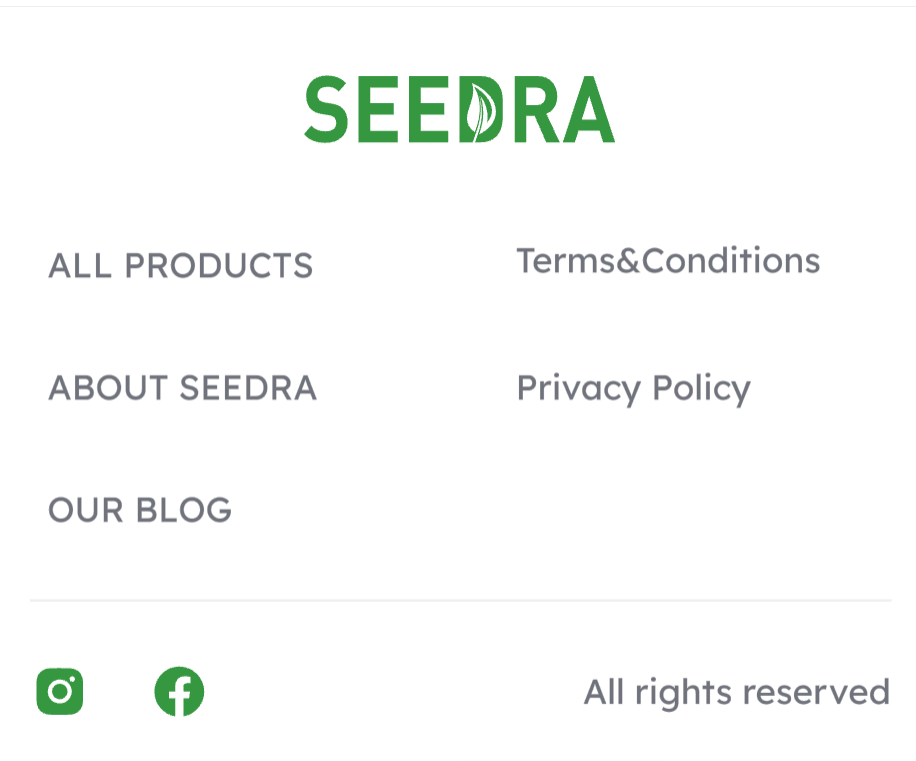 SEEDRA
ALL PRODUCTS
Terms&Conditions
ABOUT SEEDRA
Privacy Policy
OUR BLOG
All rights reserved